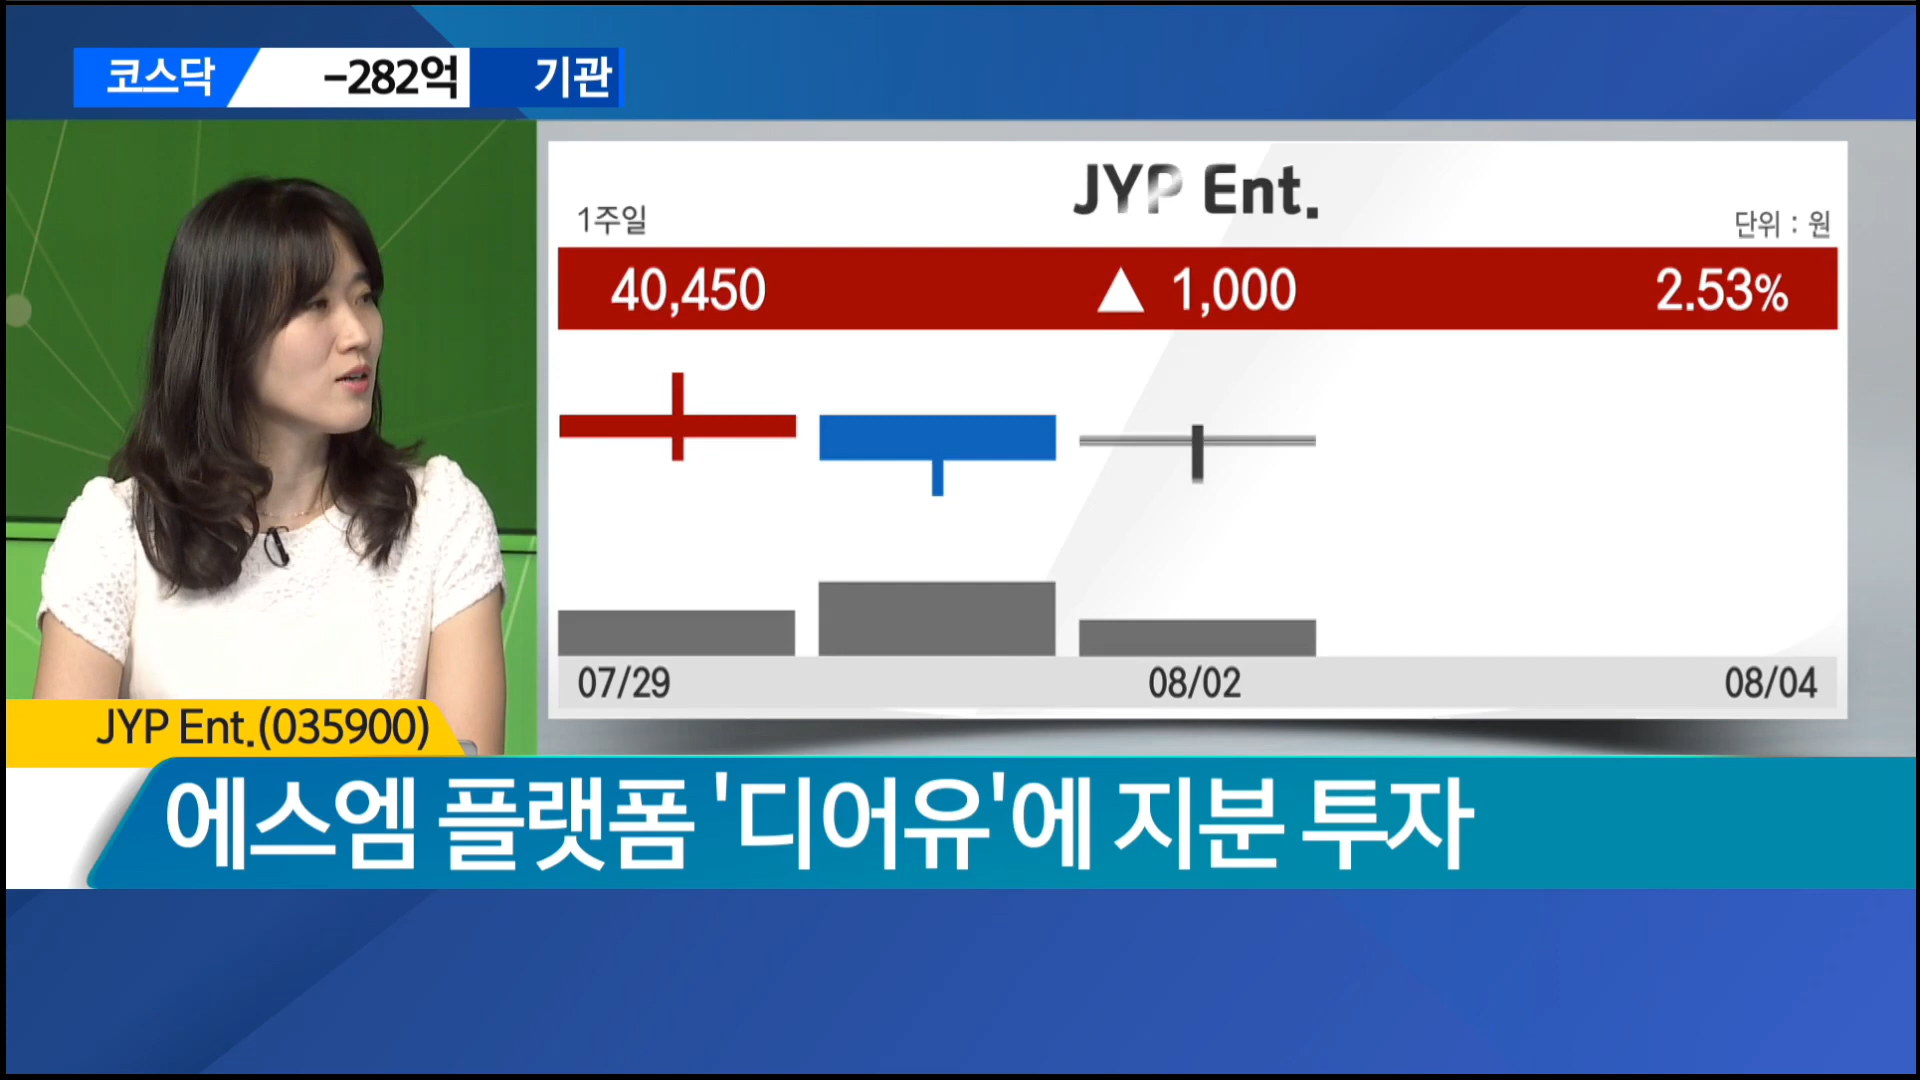 코스닥 -282억 기관
JYP Ent.
1주일
단위 : 원
40,450 ▲ 1,000 2.53%
07/29 08/02 08/04
JYP Ent.(035900)
에스엠 플랫폼 '디어유'에 지분 투자